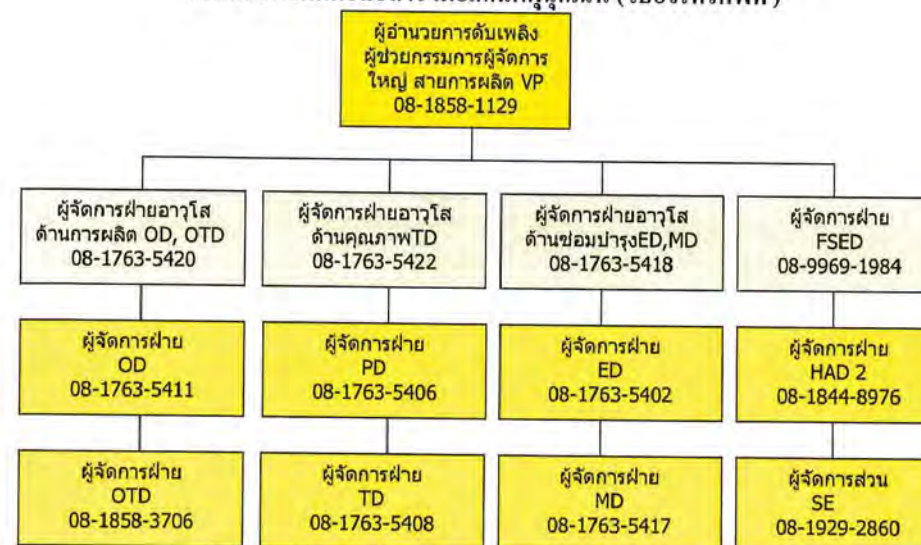 ผู้อำนวยการดับเพลิง
ผู้ช่วยกรรมการผู้จัดการ
ใหญ่ สายการผลิต VP
08-1858-1129
ผู้จัดการฝ่ายอาวุโส
ด้านการผลิต OD, OTD
08-1763-5420
ผู้จัดการฝ่ายอาวุโส
ด้านคุณภาพTD
08-1763-5422
ผู้จัดการฝ่ายอาวุโส
ด้านซ่อมบำรุงED,MD
08-1763-5418
ผู้จัดการฝ่าย
FSED
08-9969-1984
ผู้จัดการฝ่าย
OD
08-1763-5411
ผู้จัดการฝ่าย
PD
08-1763-5406
ผู้จัดการฝ่าย
ED
08-1763-5402
ผู้จัดการฝ่าย
HAD 2
08-1844-8976
ผู้จัดการฝ่าย
OTD
08-1858-3706
ผู้จัดการฝ่าย
TD
08-1763-5408
ผู้จัดการฝ่าย
MD
08-1763-5417
ผู้จัดการส่วน
SE
08-1929-2860